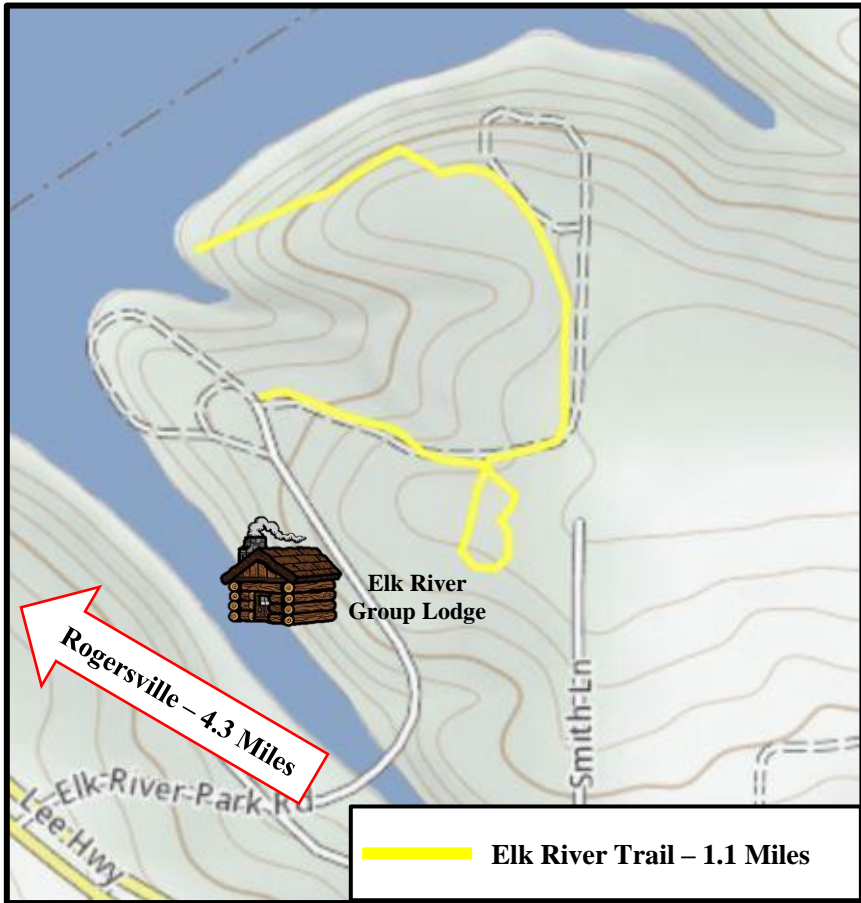 Elk River
Group Lodge
Rogersville – 4.3 Miles
Smith Ln
Elk River Park Rd
Lee Hwy
Elk River Trail – 1.1 Miles